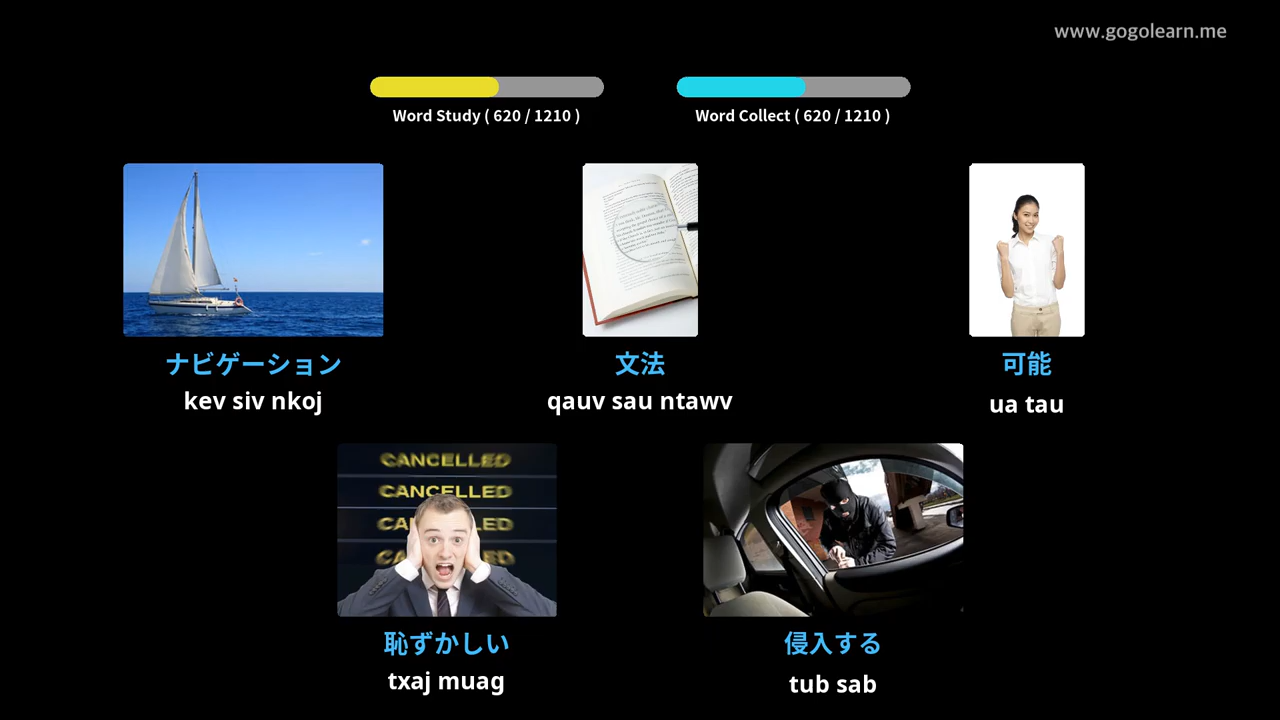 www.gogolearn.me
Word Study ( 620 / 1210 )
Word Collect ( 620 / 1210 )
ナビゲーション
kev siv nkoj
文法
qauv sau ntawv
可能
ua tau
CANCELLED
CANCELLED
恥ずかしい
txaj muag
侵入する
tub sab